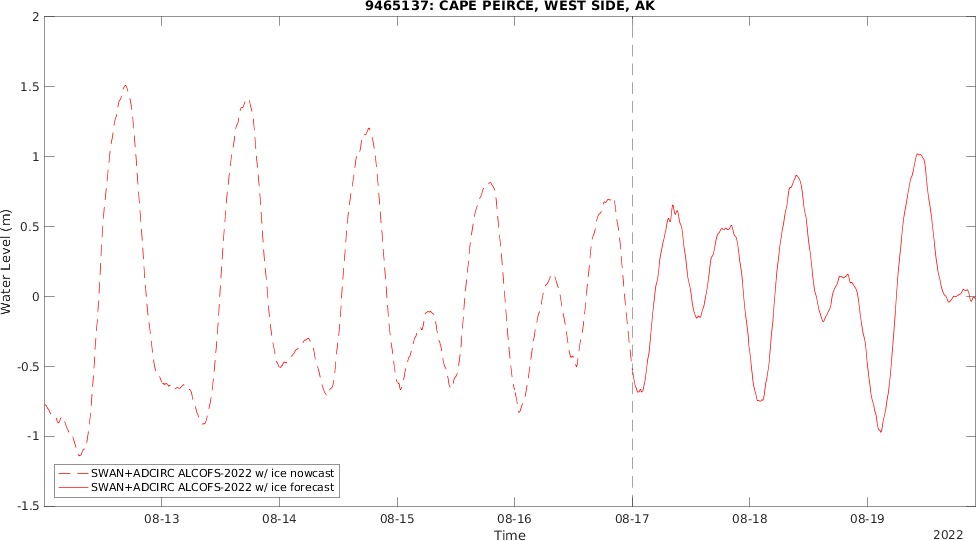 9465137: CAPE PEIRCE, WEST SIDE, AK
2
1.5
1
0.5
0
-0.5
-1
-1.5
Water Level (m)
SWAN+ADCIRC ALCOFS-2022 w/ ice nowcast
SWAN+ADCIRC ALCOFS-2022 w/ ice forecast
08-13 08-14 08-15 08-16 08-17 08-18 08-19
Time
2022